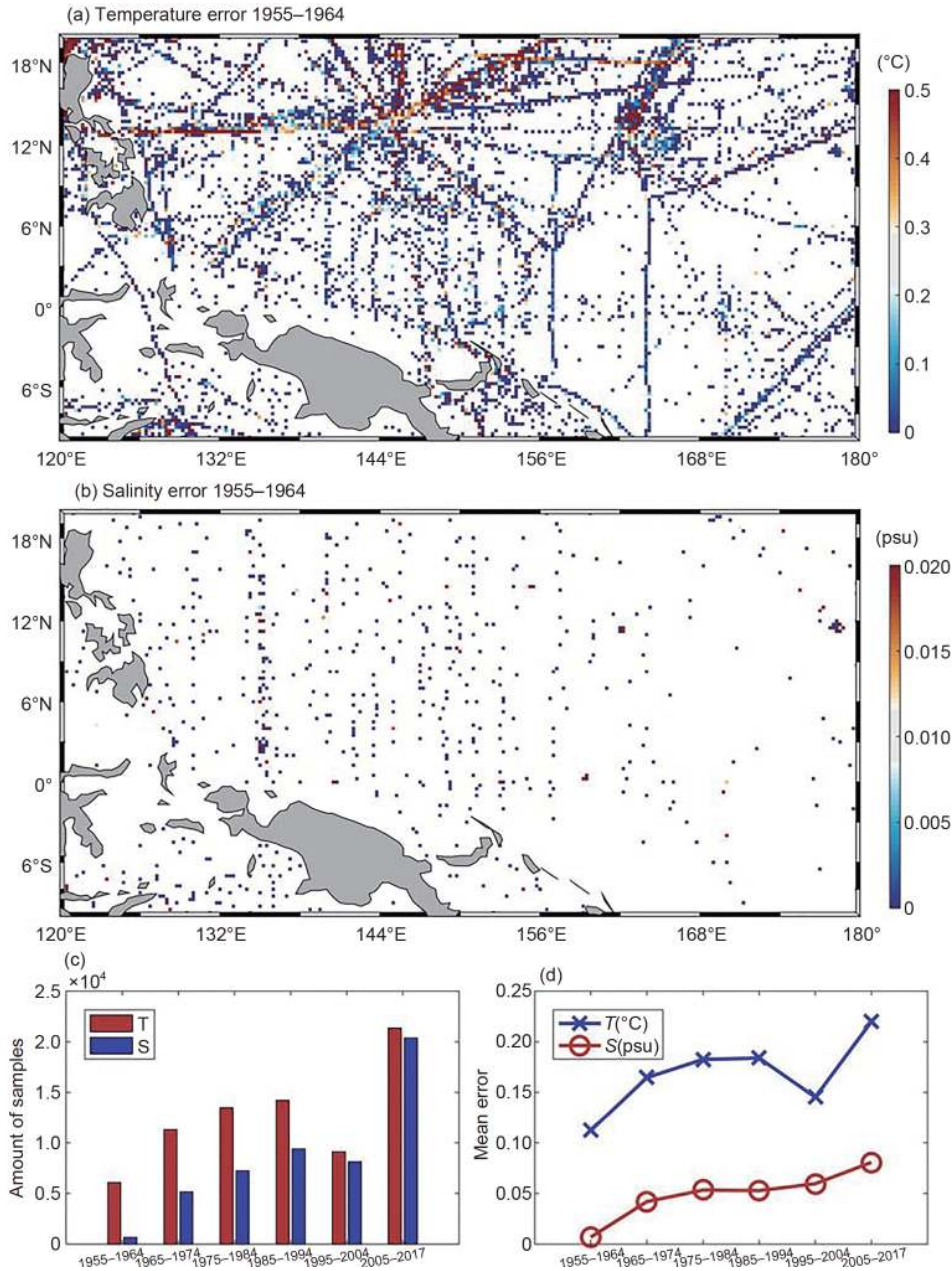 (a) Temperature error 1955–1964
18°N
12°N
6°N
0°
6°S
120°E 132°E 144°E 156°E 168°E 180°
(°C)
0.5
0.4
0.3
0.2
0.1
0
(b) Salinity error 1955–1964
18°N
12°N
6°N
0°
6°S
120°E 132°E 144°E 156°E 168°E 180°
(psu)
0.020
0.015
0.010
0.005
0
(c)
×10⁴
2.5
2.0
1.5
1.0
0.5
0
Amount of samples
T
S
1955–1964 1965–1974 1975–1984 1985–1994 1995–2004 2005–2017
(d)
0.25
0.20
0.15
0.10
0.05
0
Mean error
T(°C)
S(psu)
1955–1964 1965–1974 1975–1984 1985–1994 1995–2004 2005–2017